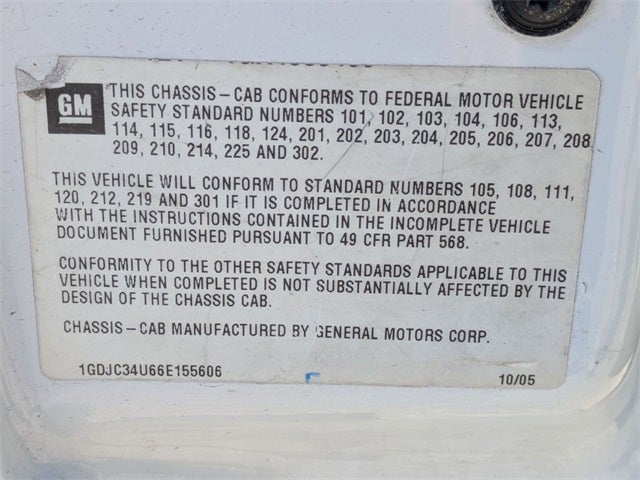 GM
THIS CHASSIS-CAB CONFORMS TO FEDERAL MOTOR VEHICLE
SAFETY STANDARD NUMBERS 101, 102, 103, 104, 106, 113,
114, 115, 116, 118, 124, 201, 202, 203, 204, 205, 206, 207, 208
209, 210, 214, 225 AND 302.
THIS VEHICLE WILL CONFORM TO STANDARD NUMBERS 105, 108, 111,
120, 212, 219 AND 301 IF IT IS COMPLETED IN ACCORDANCE
WITH THE INSTRUCTIONS CONTAINED IN THE INCOMPLETE VEHICLE
DOCUMENT FURNISHED PURSUANT TO 49 CFR PART 568.
CONFORMITY TO THE OTHER SAFETY STANDARDS APPLICABLE TO THIS
VEHICLE WHEN COMPLETED IS NOT SUBSTANTIALLY AFFECTED BY THE
DESIGN OF THE CHASSIS CAB.
CHASSIS-CAB MANUFACTURED BY GENERAL MOTORS CORP.
1GDJC34U66E155606 10/05